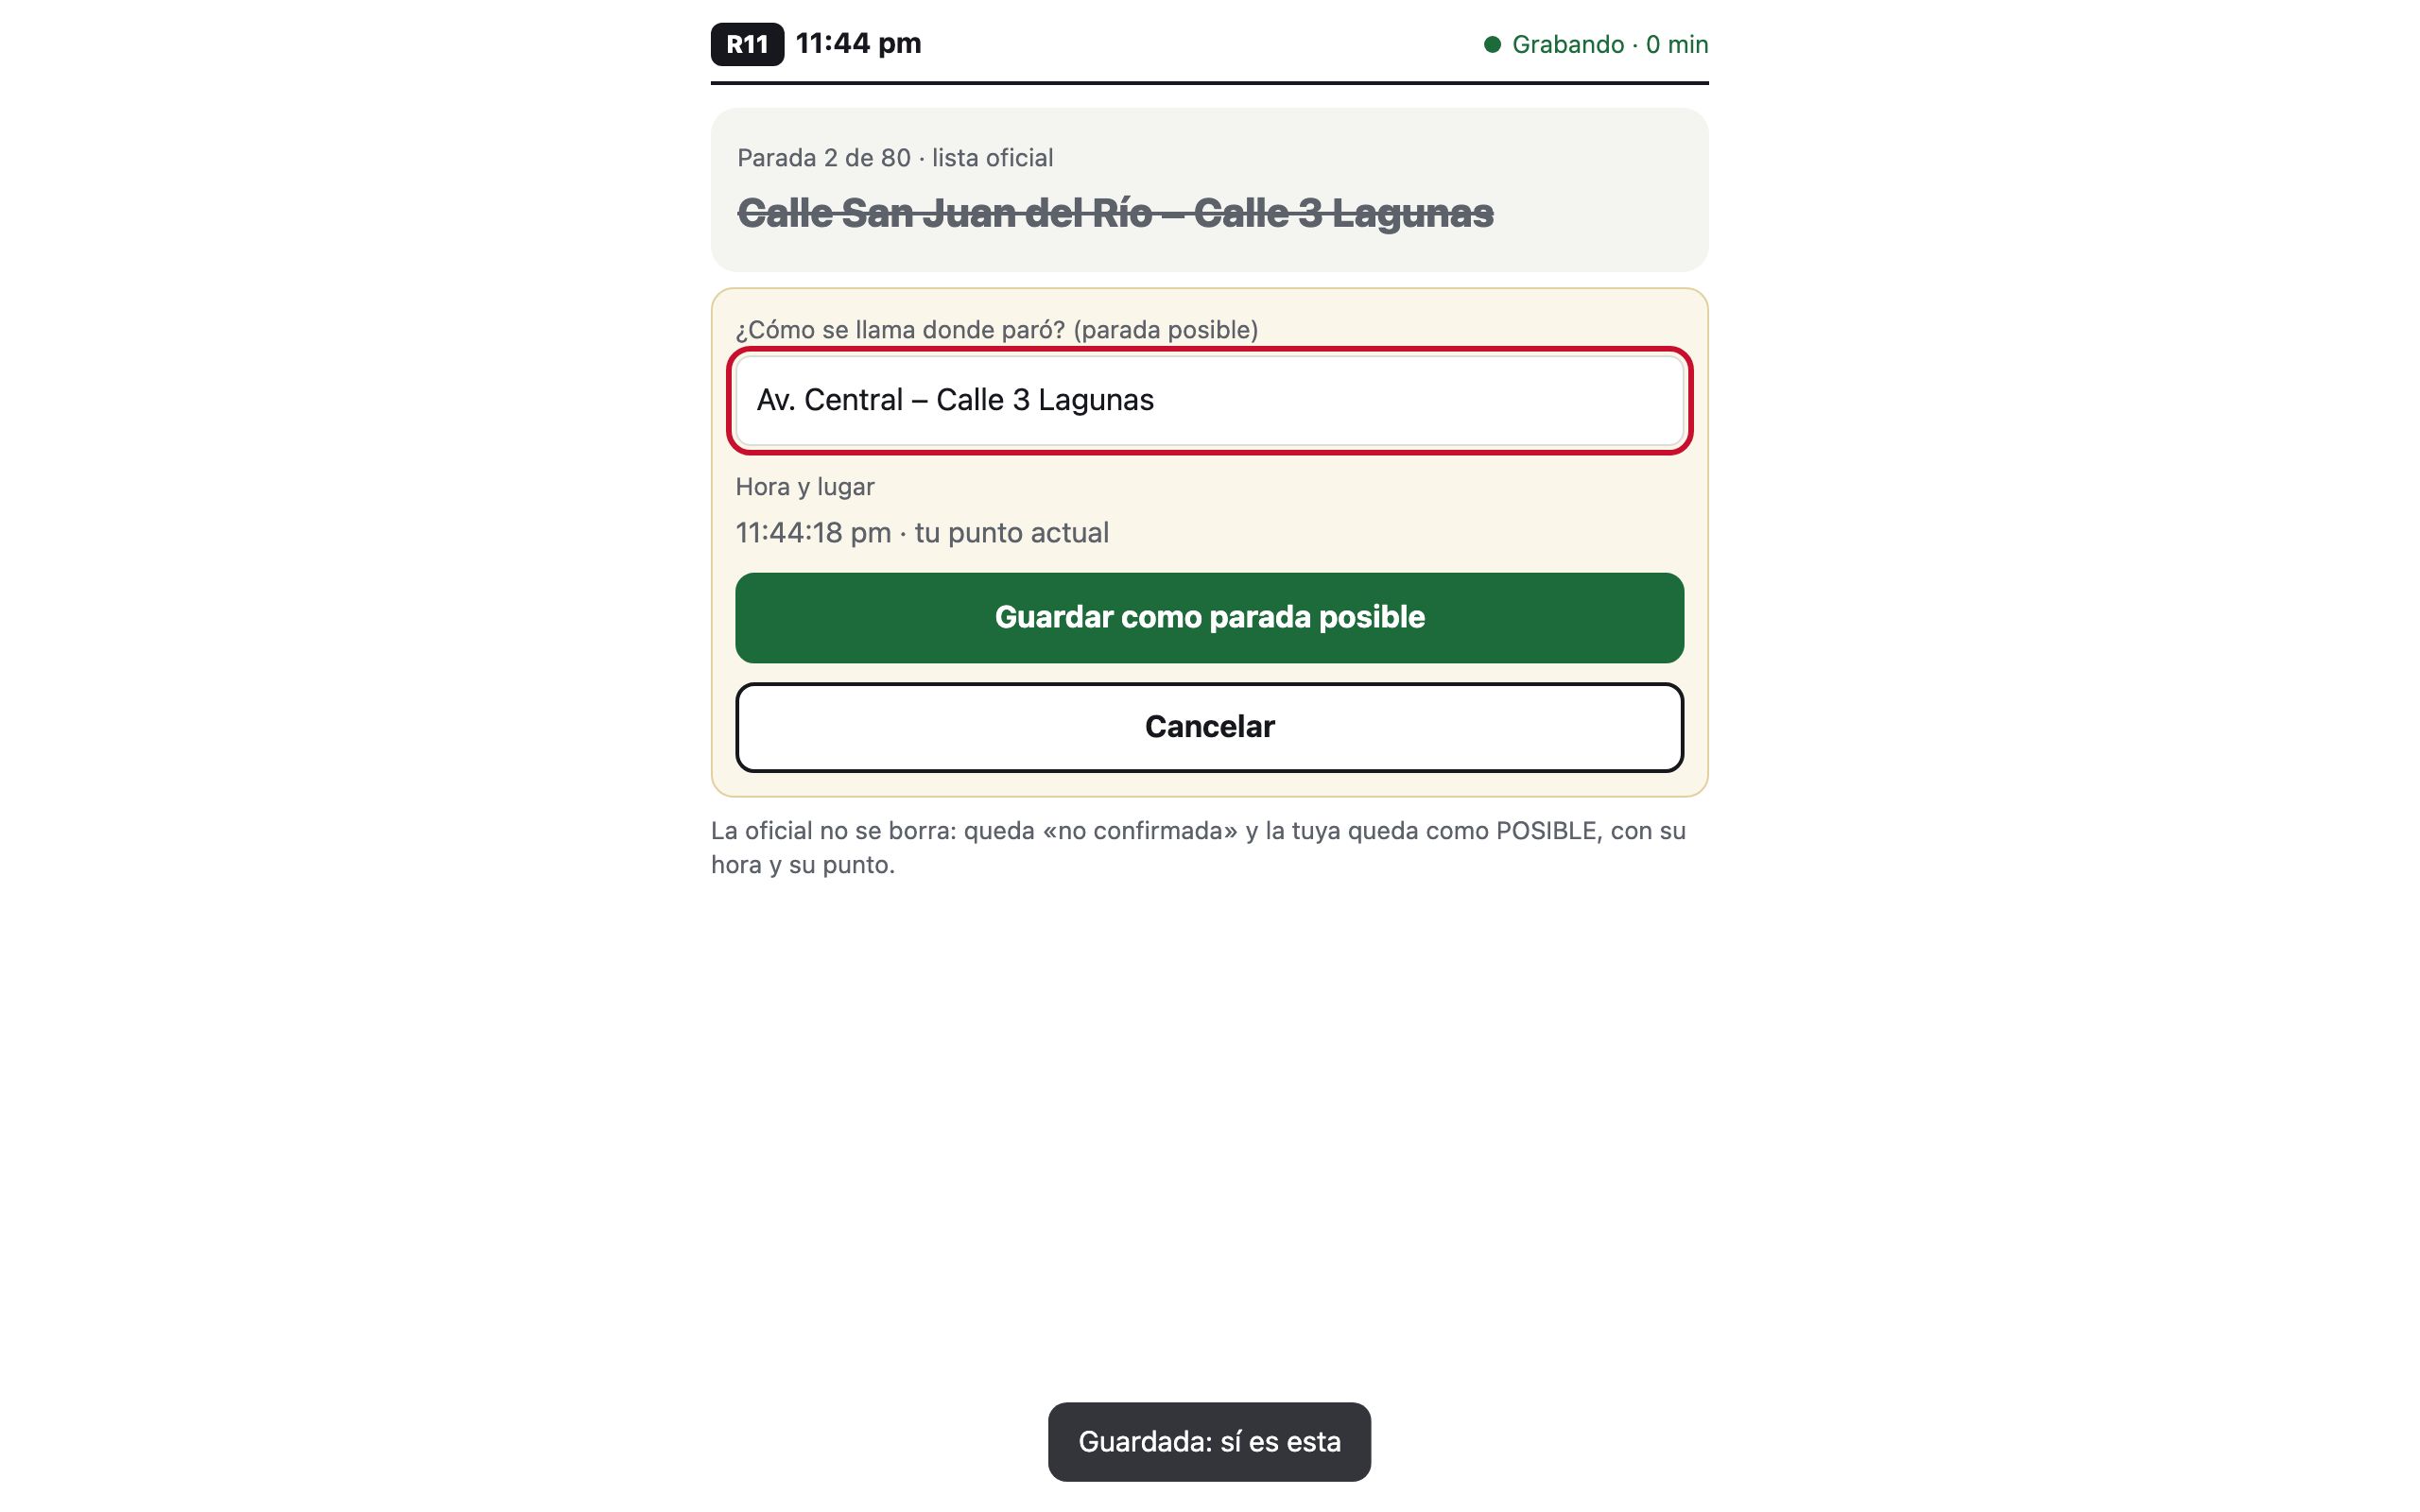 R11 11:44 pm
Grabando · 0 min
Parada 2 de 80 · lista oficial
Calle San Juan del Río – Calle 3 Lagunas
¿Cómo se llama donde paró? (parada posible)
Av. Central – Calle 3 Lagunas
Hora y lugar
11:44:18 pm · tu punto actual
Guardar como parada posible
Cancelar
La oficial no se borra: queda «no confirmada» y la tuya queda como POSIBLE, con su
hora y su punto.
Guardada: sí es esta